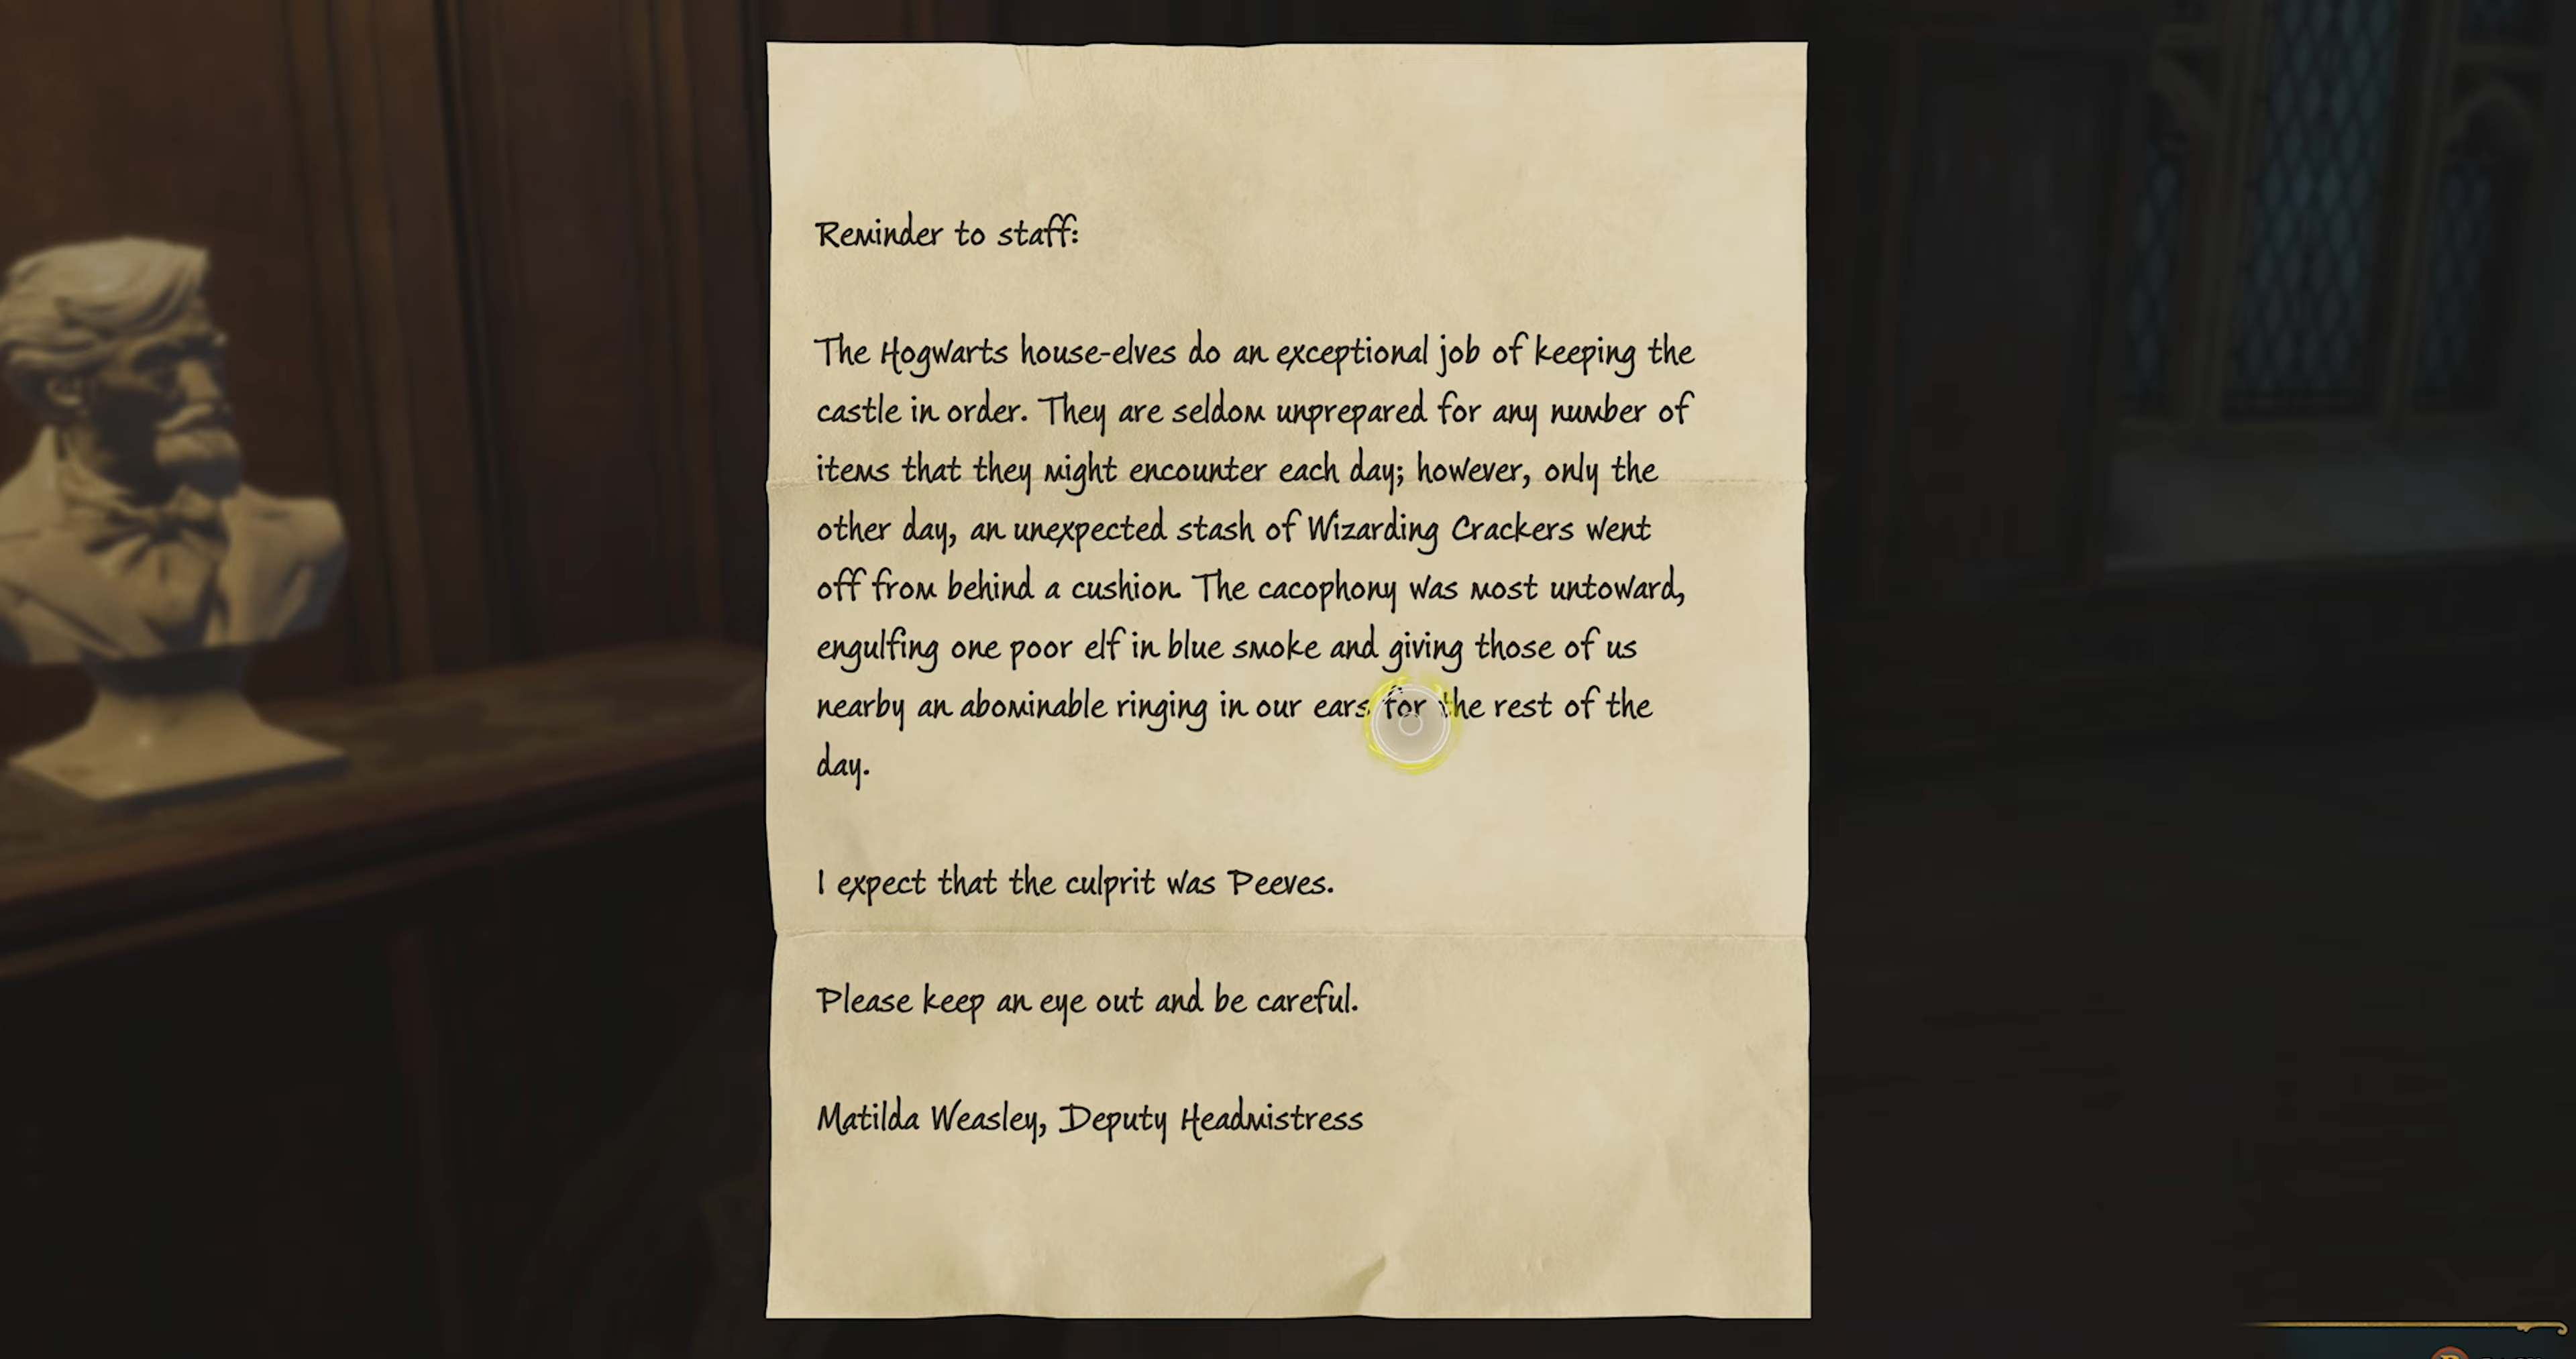 Reminder to staff:
The Hogwarts house-elves do an exceptional job of keeping the
castle in order. They are seldom unprepared for any number of
items that they might encounter each day; however, only the
other day, an unexpected stash of Wizarding Crackers went
off from behind a cushion. The cacophony was most untoward,
engulfing one poor elf in blue smoke and giving those of us
nearby an abominable ringing in our ears for the rest of the
day.
I expect that the culprit was Peeves.
Please keep an eye out and be careful.
Matilda Weasley, Deputy Headmistress